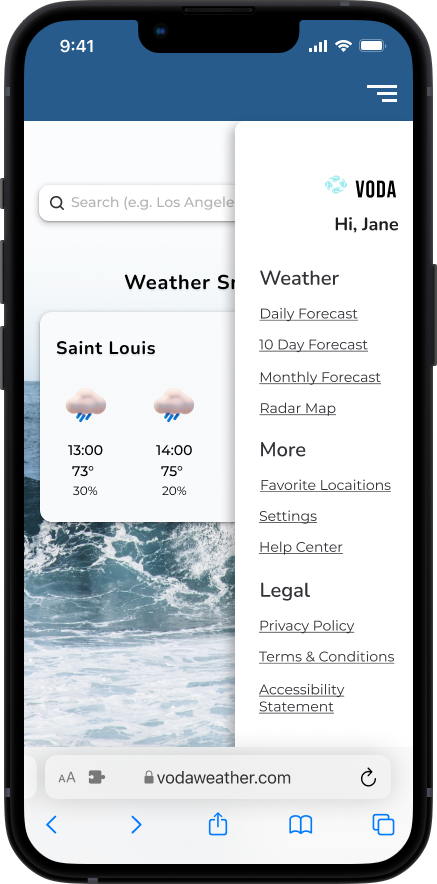 9:41
VODA
Hi, Jane
Search (e.g. Los Angele
Weather
Daily Forecast
10 Day Forecast
Monthly Forecast
Radar Map
More
Favorite Locaitions
Settings
Help Center
Legal
Privacy Policy
Terms & Conditions
Accessibility
Statement
Weather Sn
Saint Louis
13:00 14:00
73° 75°
30% 20%
AA vodaweather.com